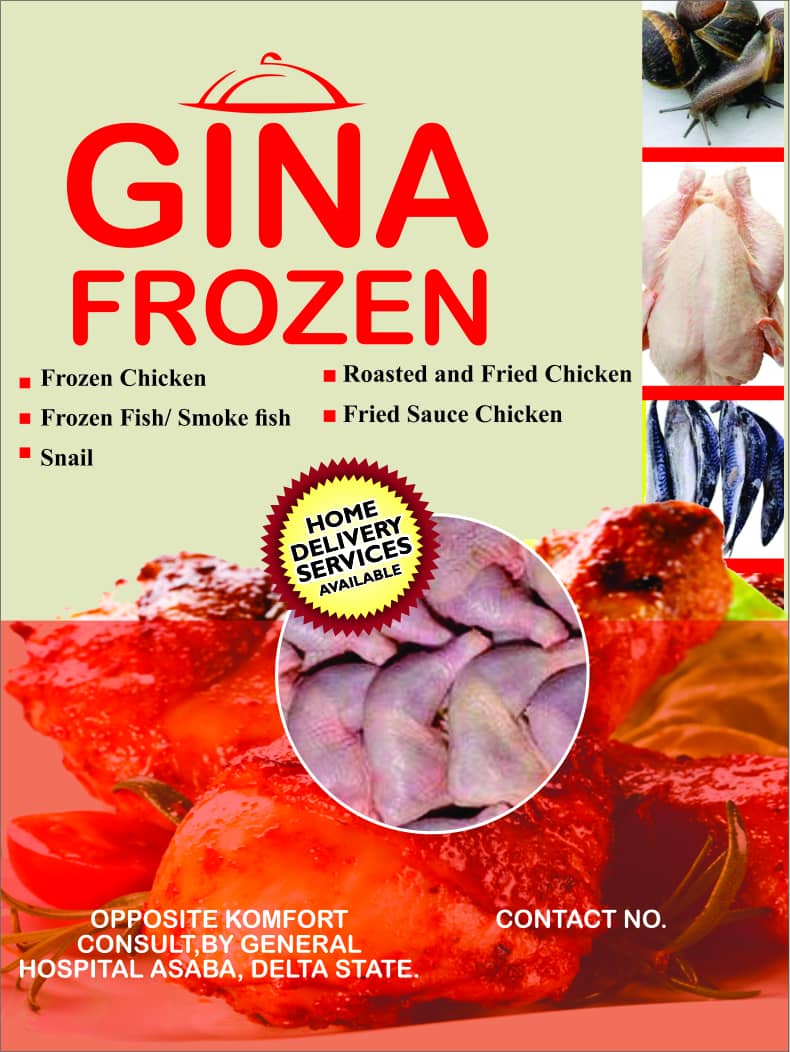 GINA
FROZEN
Frozen Chicken
Frozen Fish/ Smoke fish
Snail
Roasted and Fried Chicken
Fried Sauce Chicken
HOME
DELIVERY
SERVICES
AVAILABLE
OPPOSITE KOMFORT
CONSULT,BY GENERAL
HOSPITAL ASABA, DELTA STATE.
CONTACT NO.